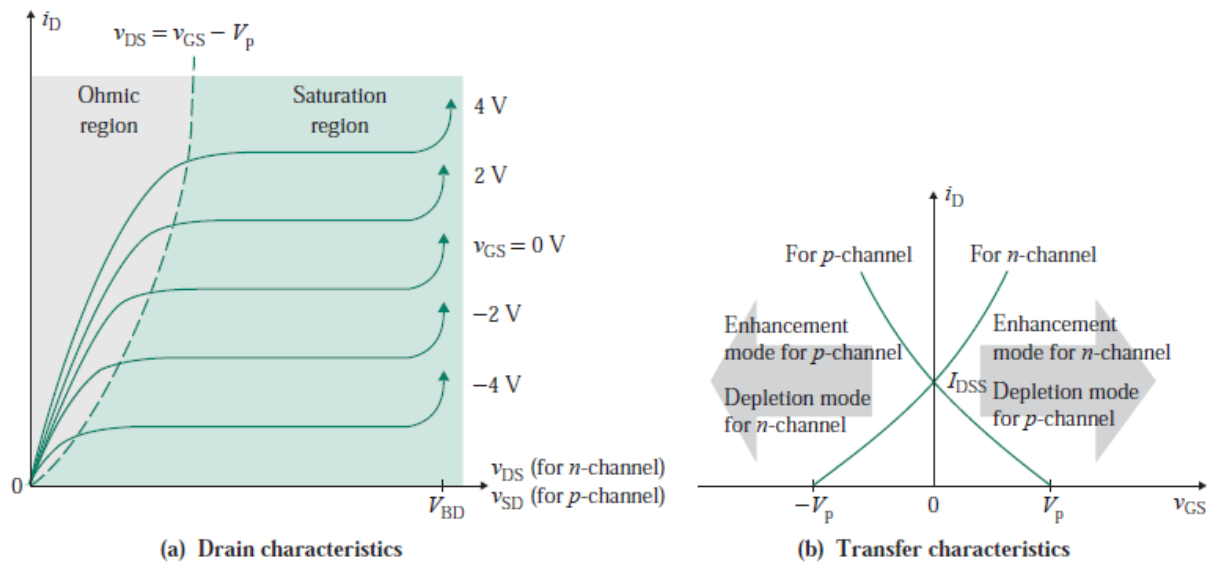 i_D
v_DS = v_GS − V_p
Ohmic
region
Saturation
region
4 V
2 V
v_GS = 0 V
−2 V
−4 V
0
V_BD
v_DS (for n-channel)
v_SD (for p-channel)
(a) Drain characteristics
i_D
For p-channel
For n-channel
Enhancement
mode for p-channel
Depletion mode
for n-channel
Enhancement
mode for n-channel
I_DSS
Depletion mode
for p-channel
−V_p
0
V_p
v_GS
(b) Transfer characteristics